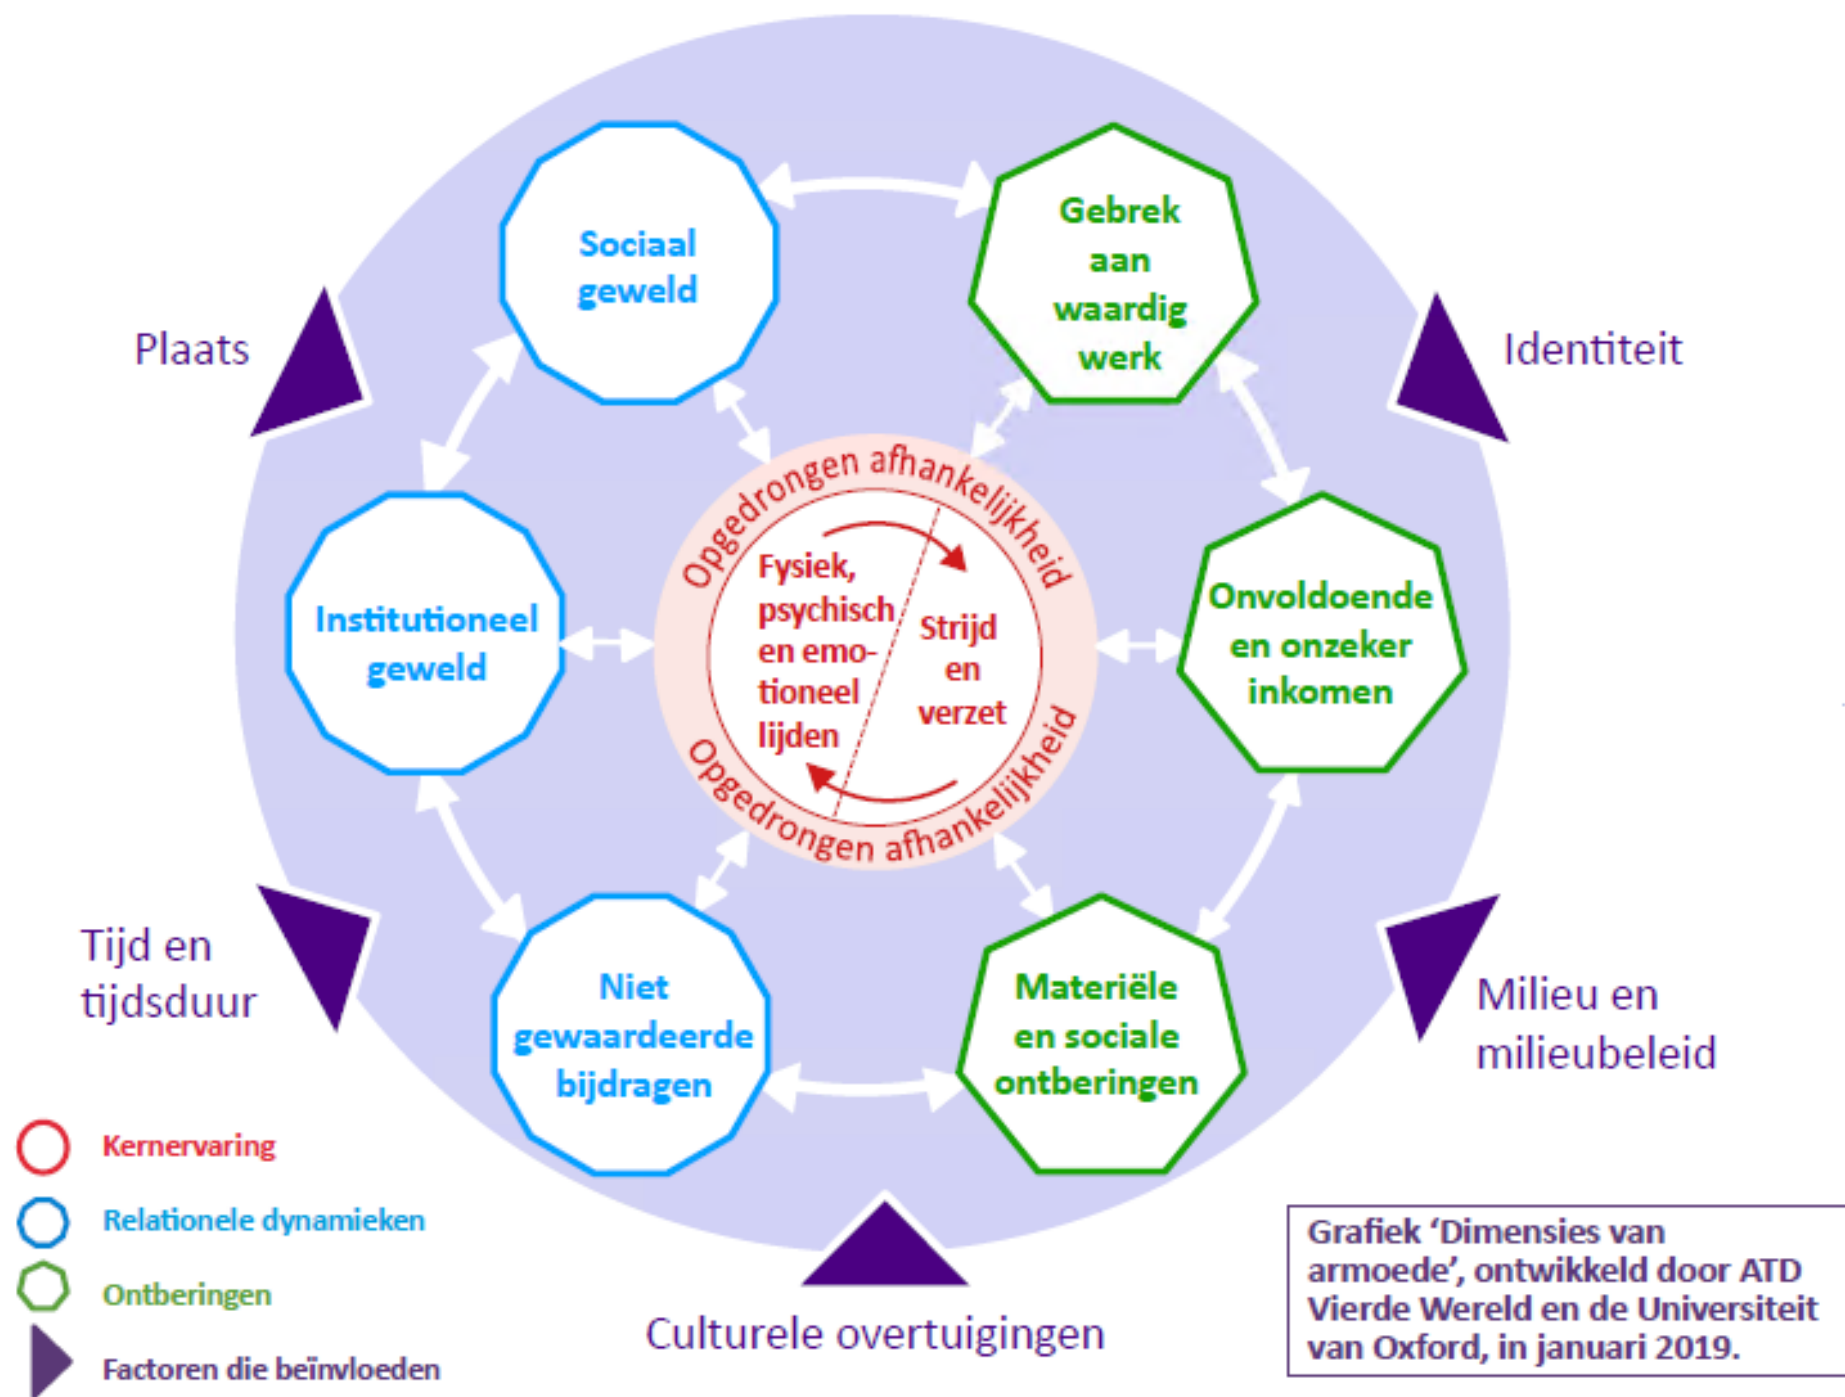 Sociaal
geweld
Gebrek
aan
waardig
werk
Plaats
Identiteit
Opgedrongen afhankelijkheid
Fysiek,
psychisch
en emo-
tioneel
lijden
Strijd
en
verzet
Opgedrongen afhankelijkheid
Institutioneel
geweld
Onvoldoende
en onzeker
inkomen
Tijd en
tijdsduur
Niet
gewaardeerde
bijdragen
Materiële
en sociale
ontberingen
Milieu en
milieubeleid
Culturele overtuigingen
Kernervaring
Relationele dynamieken
Ontberingen
Factoren die beïnvloeden
Grafiek ‘Dimensies van
armoede’, ontwikkeld door ATD
Vierde Wereld en de Universiteit
van Oxford, in januari 2019.